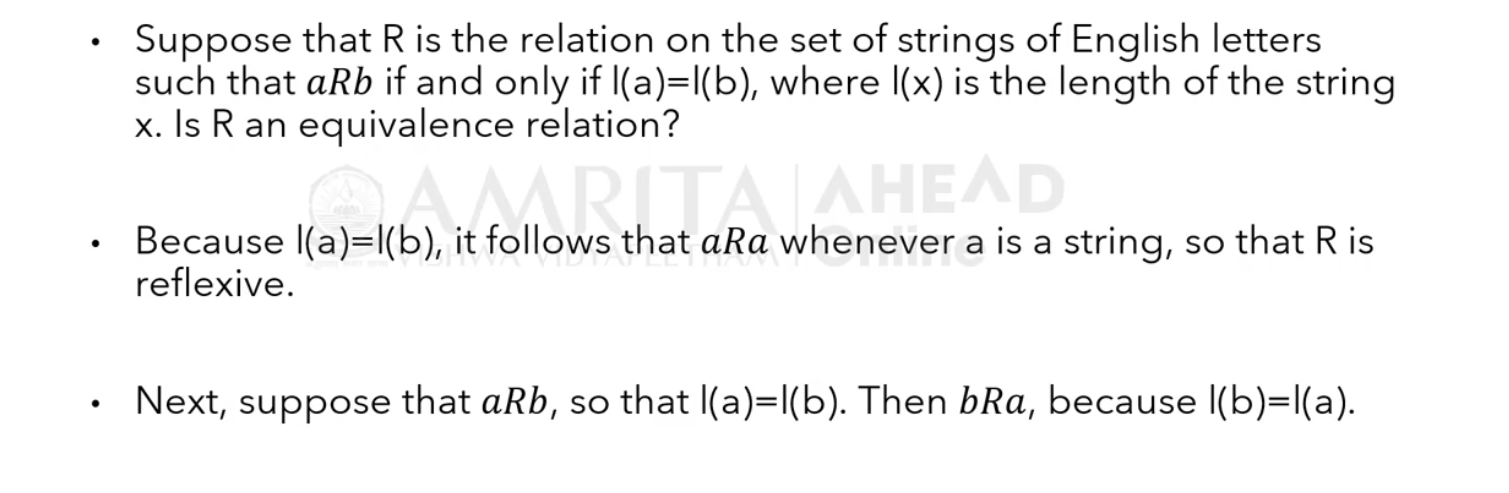 • Suppose that R is the relation on the set of strings of English letters
such that aRb if and only if l(a)=l(b), where l(x) is the length of the string
x. Is R an equivalence relation?
AMRITA AHEAD
• Because l(a)=l(b), it follows that aRa whenever a is a string, so that R is
VISHWA VIDYAPEETHAM Online
reflexive.
• Next, suppose that aRb, so that l(a)=l(b). Then bRa, because l(b)=l(a).